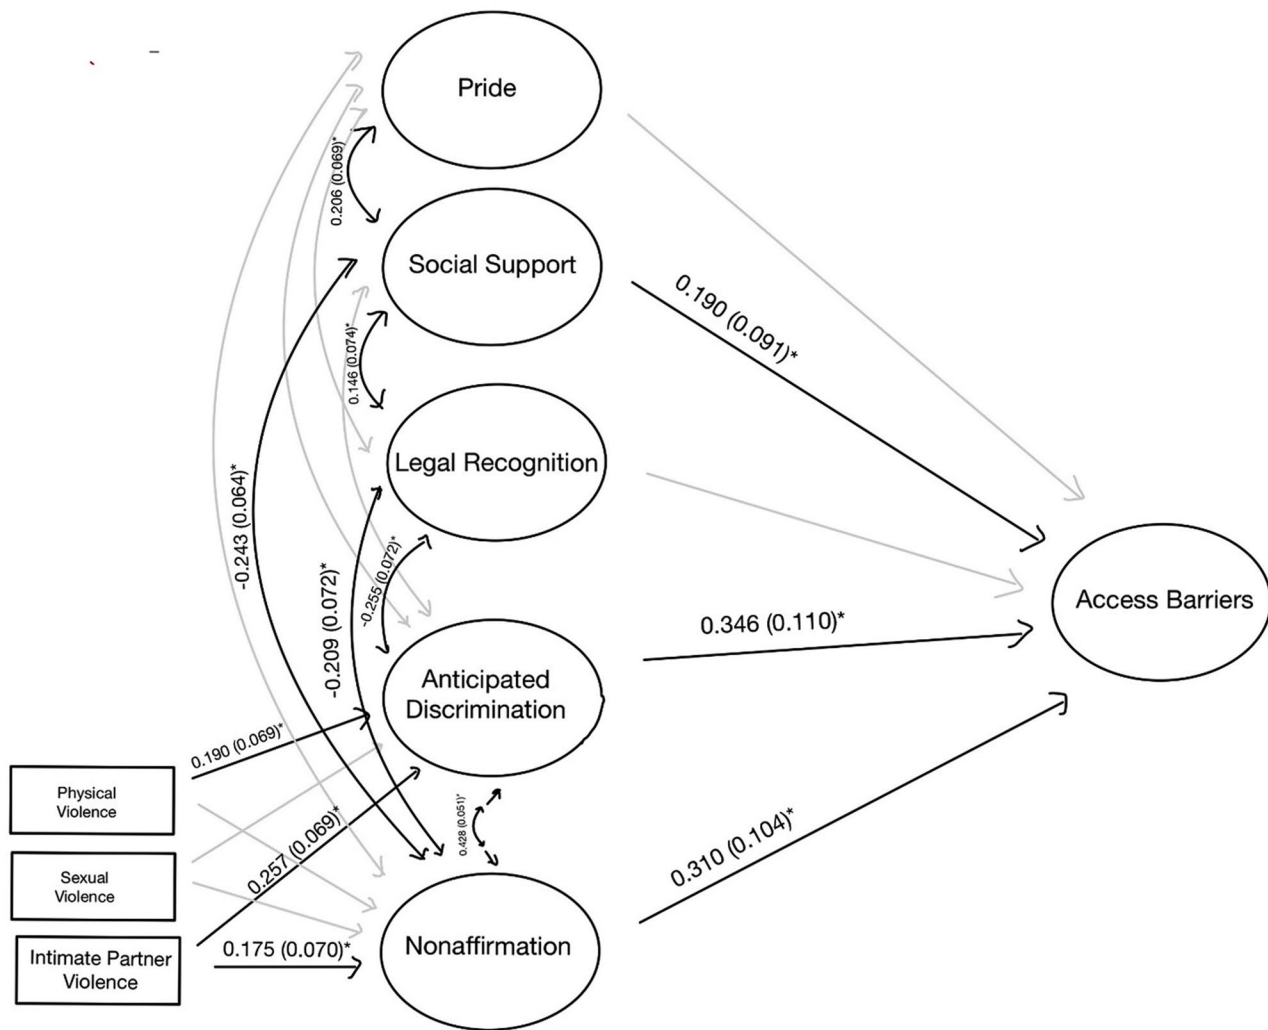 Pride
0.206 (0.069)*
Social Support
0.190 (0.091)*
0.146 (0.074)*
Legal Recognition
-0.243 (0.064)*
-0.209 (0.072)*
-0.255 (0.072)*
Access Barriers
0.346 (0.110)*
Anticipated
Discrimination
0.190 (0.069)*
Physical
Violence
0.257 (0.069)*
0.428 (0.051)*
0.310 (0.104)*
Sexual
Violence
Intimate Partner
Violence
0.175 (0.070)*
Nonaffirmation